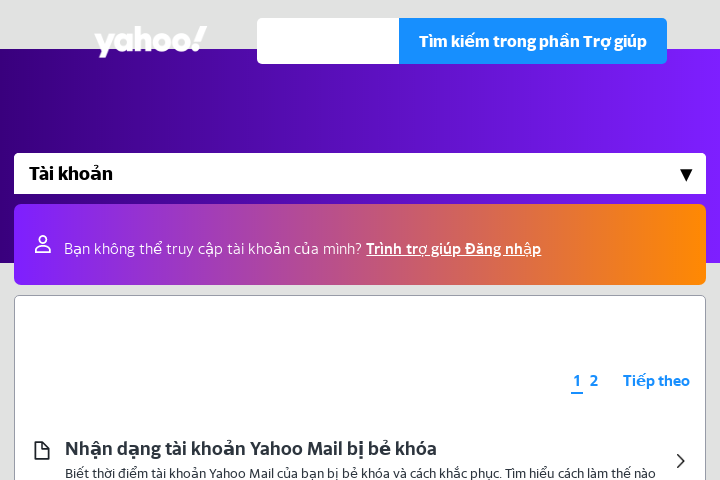 yahoo!
Tìm kiếm trong phần Trợ giúp
Tài khoản ▼
Bạn không thể truy cập tài khoản của mình? Trình trợ giúp Đăng nhập
1 2 Tiếp theo
Nhận dạng tài khoản Yahoo Mail bị bẻ khóa
Biết thời điểm tài khoản Yahoo Mail của bạn bị bẻ khóa và cách khắc phục. Tìm hiểu cách làm thế nào